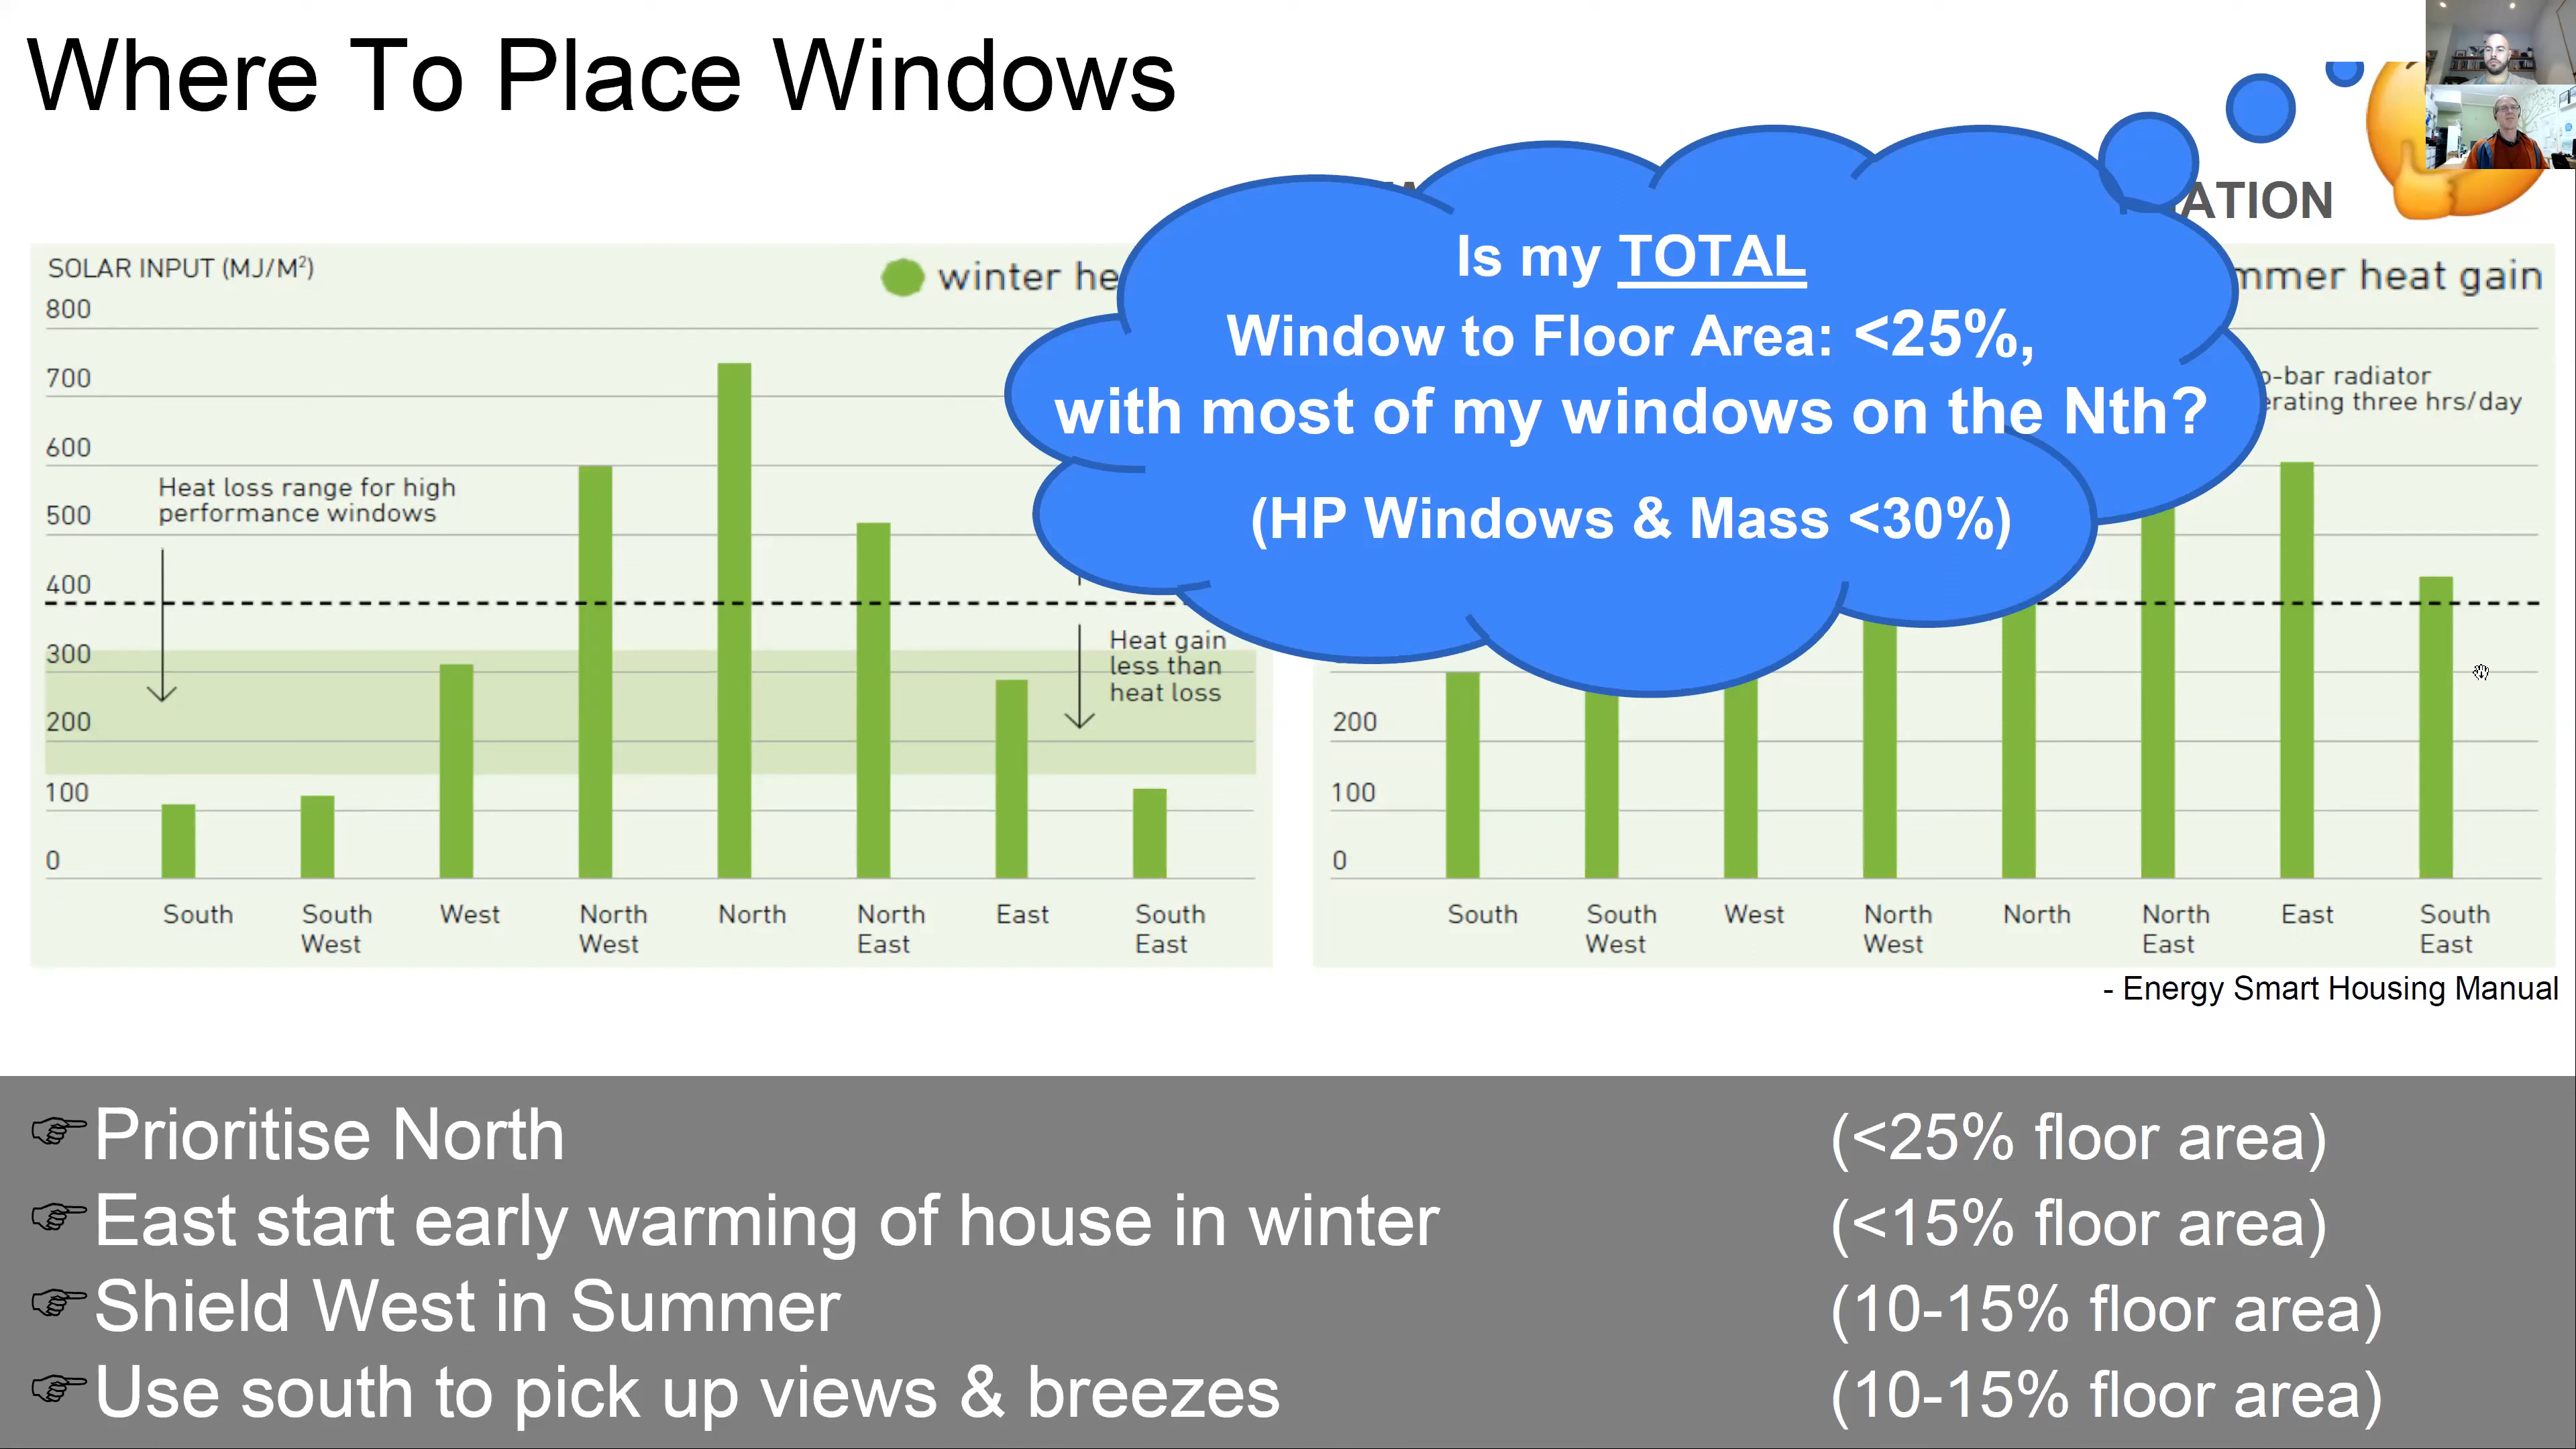 Where To Place Windows
ATION
SOLAR INPUT (MJ/M²)
winter he
mmer heat gain
Is my TOTAL
Window to Floor Area: <25%,
with most of my windows on the Nth?
(HP Windows & Mass <30%)
800
700
600
500
400
300
200
100
0
Heat loss range for high
performance windows
Heat gain
less than
heat loss
o-bar radiator
erating three hrs/day
200
100
0
South
South West
West
North West
North
North East
East
South East
South
South West
West
North West
North
North East
East
South East
- Energy Smart Housing Manual
Prioritise North (<25% floor area)
East start early warming of house in winter (<15% floor area)
Shield West in Summer (10-15% floor area)
Use south to pick up views & breezes (10-15% floor area)